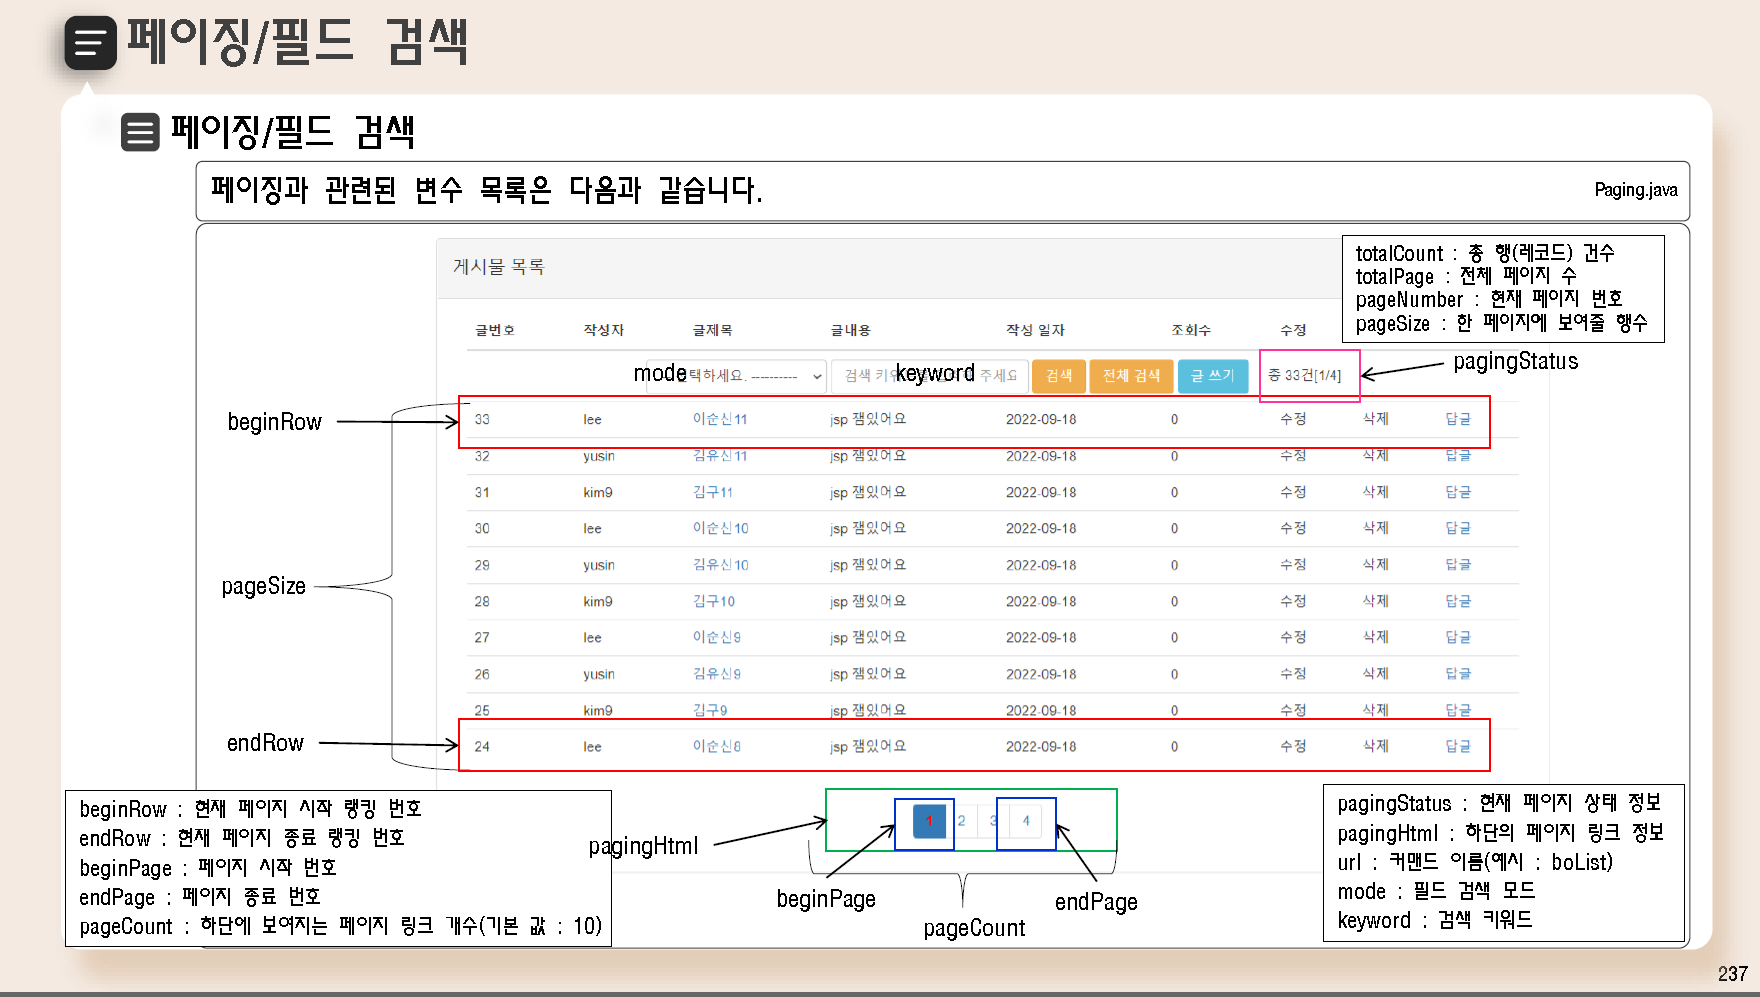 페이징/필드 검색
페이징/필드 검색
페이징과 관련된 변수 목록은 다음과 같습니다.
Paging.java
게시물 목록
totalCount : 총 행(레코드) 건수
totalPage : 전체 페이지 수
pageNumber : 현재 페이지 번호
pageSize : 한 페이지에 보여줄 행수
글번호 작성자 글제목 글내용 작성 일자 조회수 수정
mode 택하세요. ---------- 검색 키워 keyword 주세요 검색 전체 검색 글 쓰기 총 33건[1/4] pagingStatus
beginRow 33 lee 이순신11 jsp 잼있어요 2022-09-18 0 수정 삭제 답글
32 yusin 김유신11 jsp 잼있어요 2022-09-18 0 수정 삭제 답글
31 kim9 김구11 jsp 잼있어요 2022-09-18 0 수정 삭제 답글
30 lee 이순신10 jsp 잼있어요 2022-09-18 0 수정 삭제 답글
29 yusin 김유신10 jsp 잼있어요 2022-09-18 0 수정 삭제 답글
pageSize
28 kim9 김구10 jsp 잼있어요 2022-09-18 0 수정 삭제 답글
27 lee 이순신9 jsp 잼있어요 2022-09-18 0 수정 삭제 답글
26 yusin 김유신9 jsp 잼있어요 2022-09-18 0 수정 삭제 답글
25 kim9 김구9 jsp 잼있어요 2022-09-18 0 수정 삭제 답글
endRow 24 lee 이순신8 jsp 잼있어요 2022-09-18 0 수정 삭제 답글
beginRow : 현재 페이지 시작 랭킹 번호
endRow : 현재 페이지 종료 랭킹 번호
beginPage : 페이지 시작 번호
endPage : 페이지 종료 번호
pageCount : 하단에 보여지는 페이지 링크 개수(기본 값 : 10)
1 2 3 4
pagingHtml
beginPage
endPage
pageCount
pagingStatus : 현재 페이지 상태 정보
pagingHtml : 하단의 페이지 링크 정보
url : 커맨드 이름(예시 : boList)
mode : 필드 검색 모드
keyword : 검색 키워드
237